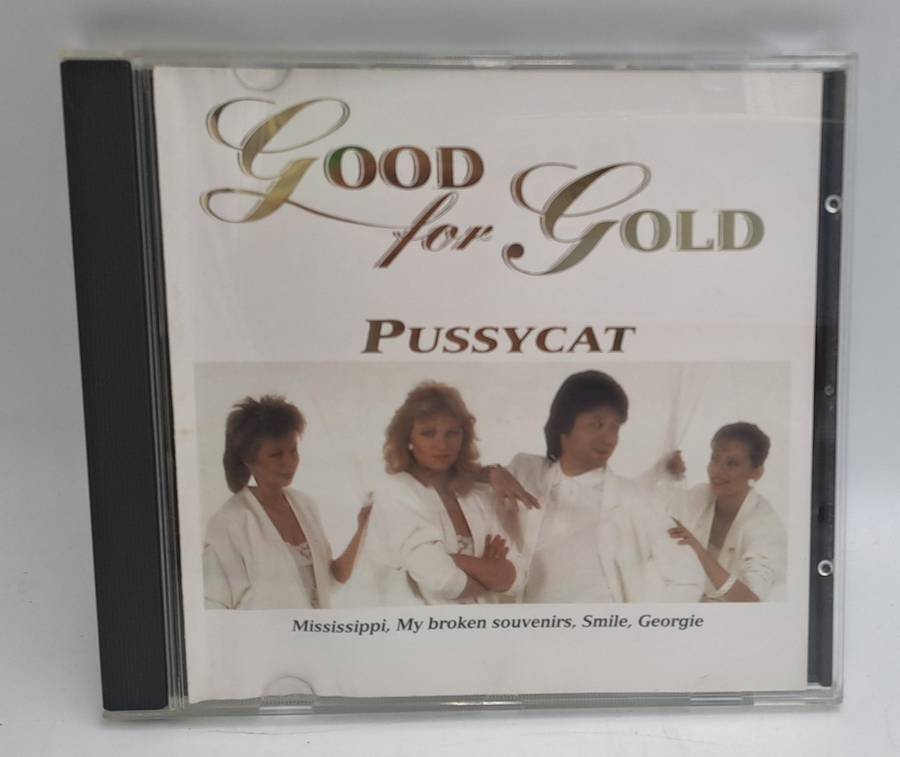 GOOD
for GOLD
PUSSYCAT
Mississippi, My broken souvenirs, Smile, Georgie